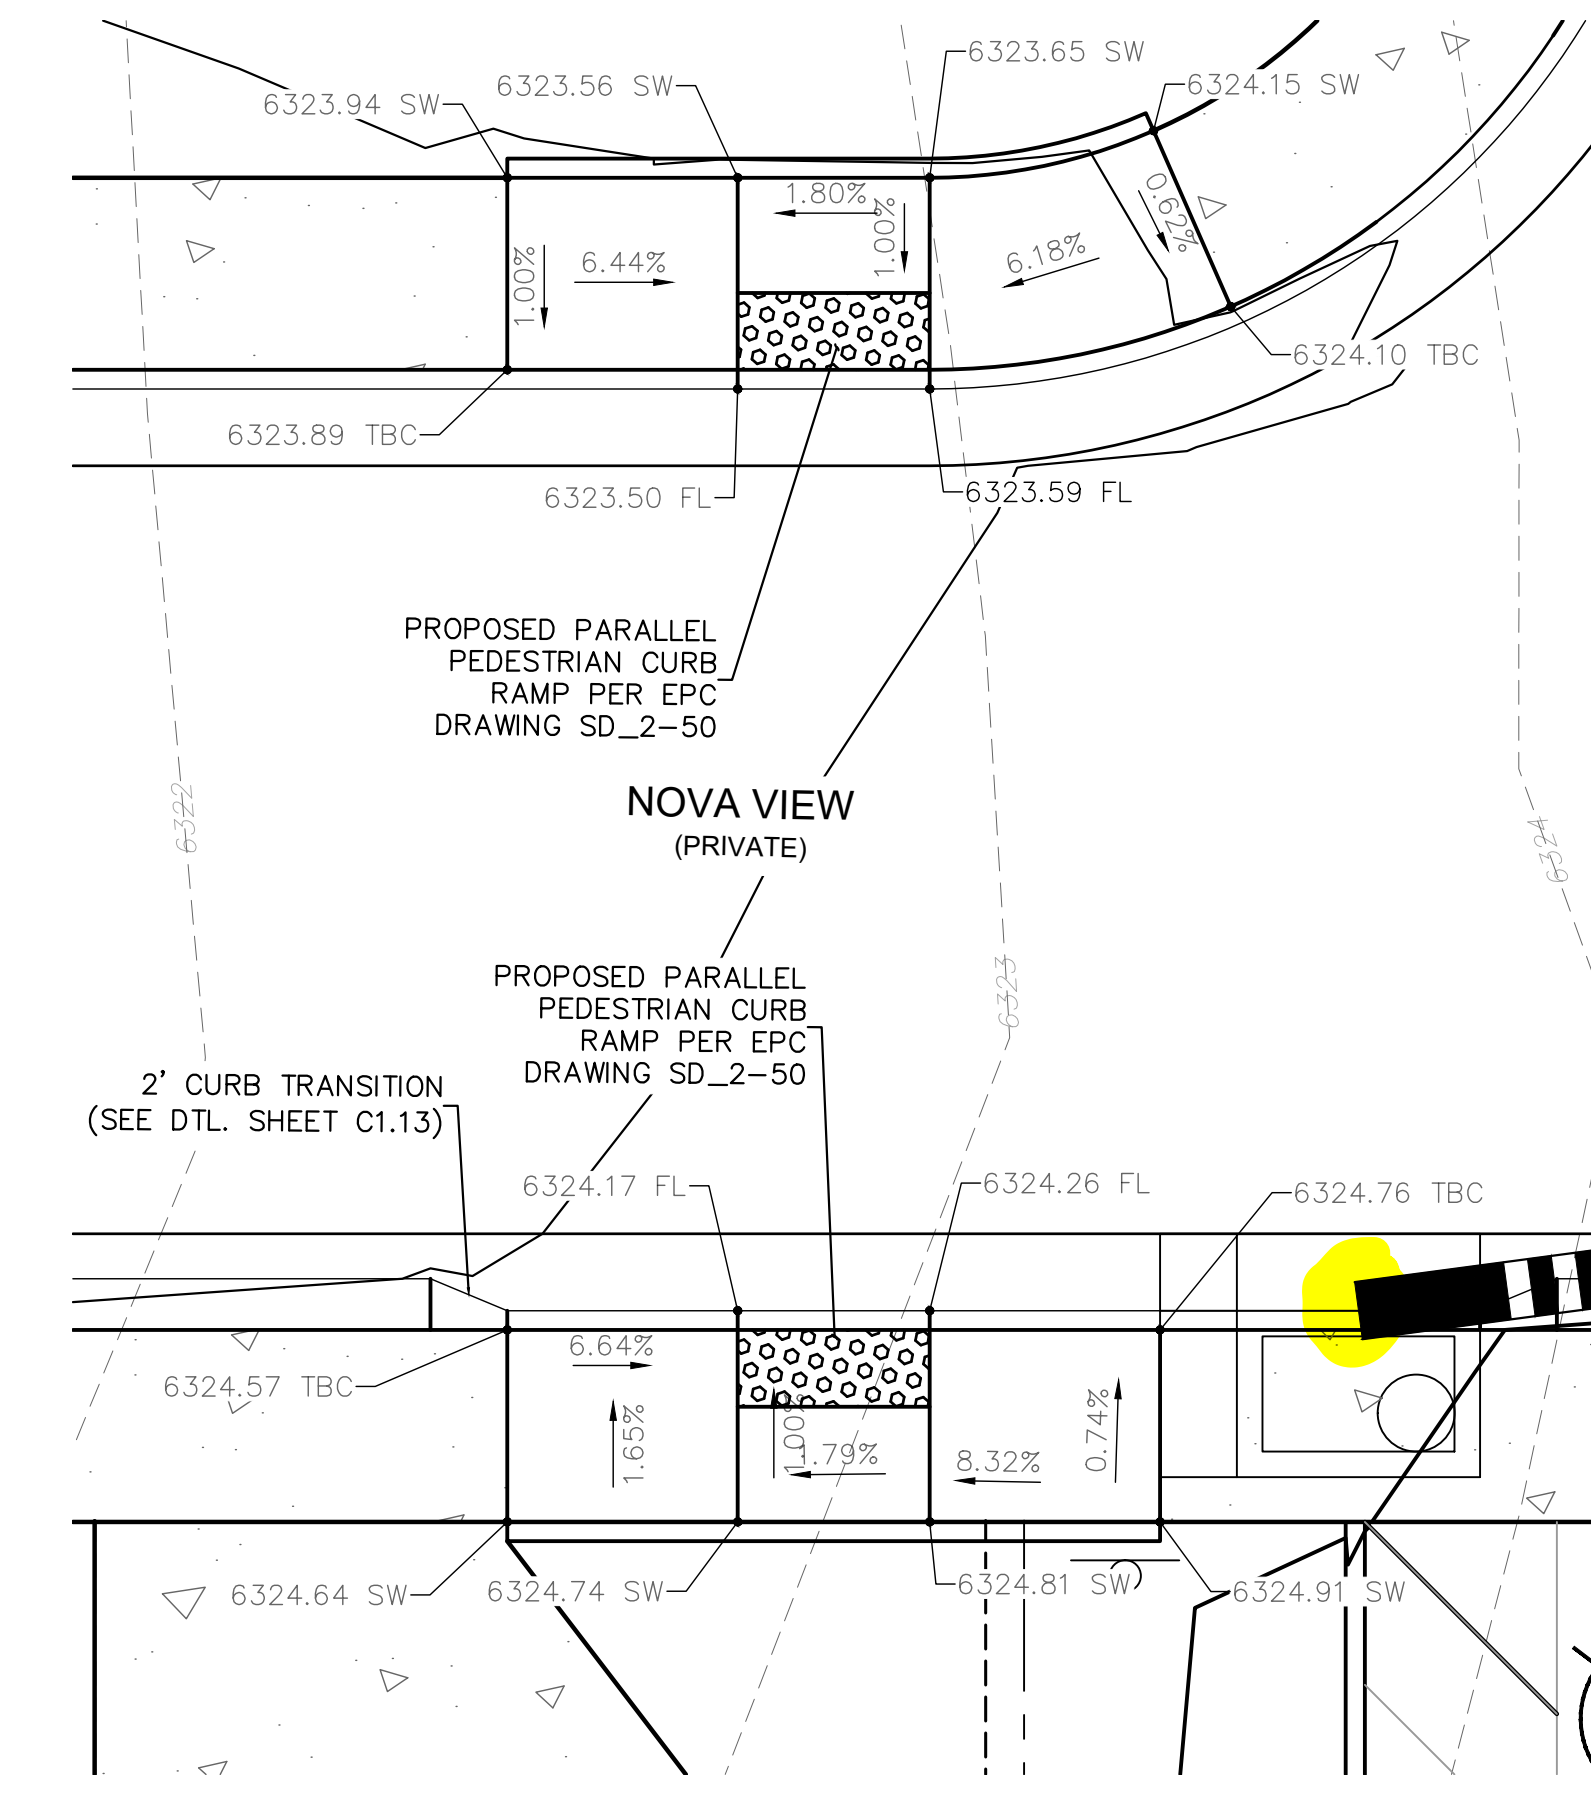 6323.65 SW
6323.56 SW
6324.15 SW
6323.94 SW
1.80%
1.00%
0.62%
6.18%
6.44%
1.00%
6324.10 TBC
6323.89 TBC
6323.50 FL
6323.59 FL
PROPOSED PARALLEL
PEDESTRIAN CURB
RAMP PER EPC
DRAWING SD_2-50
6322
NOVA VIEW
(PRIVATE)
6324
6323
PROPOSED PARALLEL
PEDESTRIAN CURB
RAMP PER EPC
DRAWING SD_2-50
2' CURB TRANSITION
(SEE DTL. SHEET C1.13)
6324.17 FL
6324.26 FL
6324.76 TBC
6.64%
6324.57 TBC
1.65%
1.00%
1.79%
8.32%
0.74%
6324.64 SW
6324.74 SW
6324.81 SW
6324.91 SW